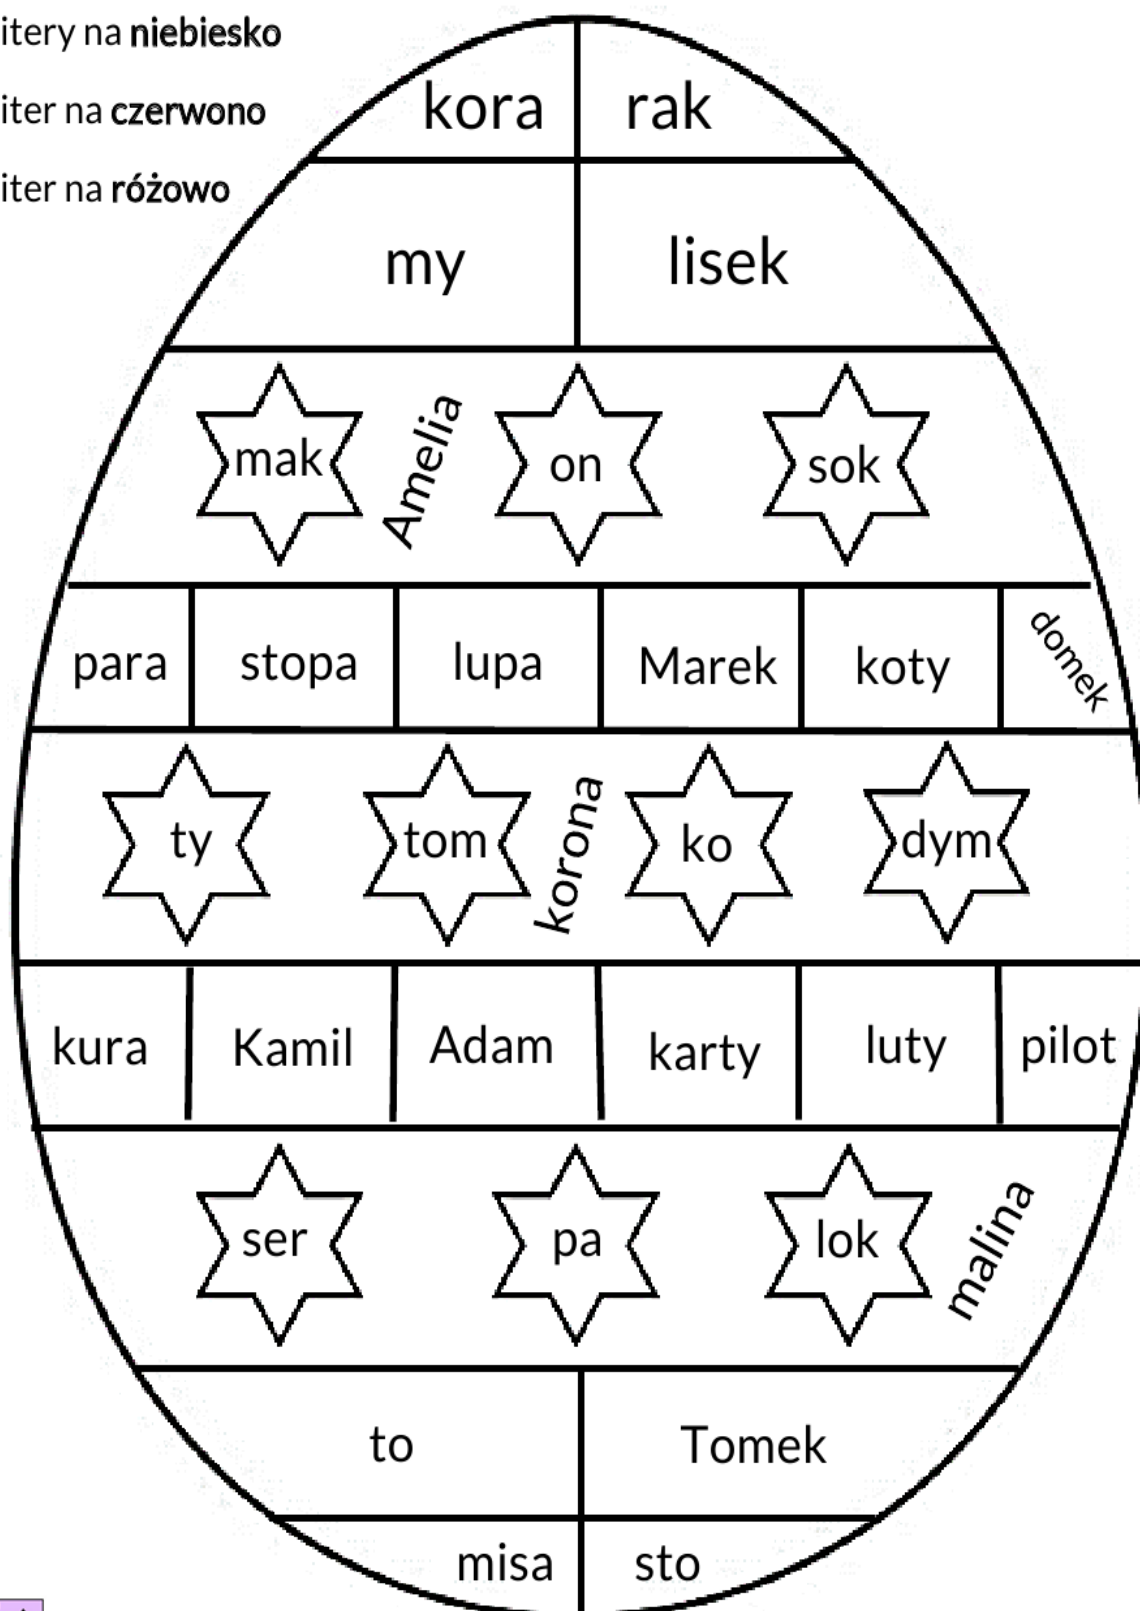 itery na niebiesko
iter na czerwono
iter na różowo
kora rak
my lisek
mak Amelia on sok
para stopa lupa Marek koty domek
ty tom korona ko dym
kura Kamil Adam karty luty pilot
ser pa lok malina
to Tomek
misa sto